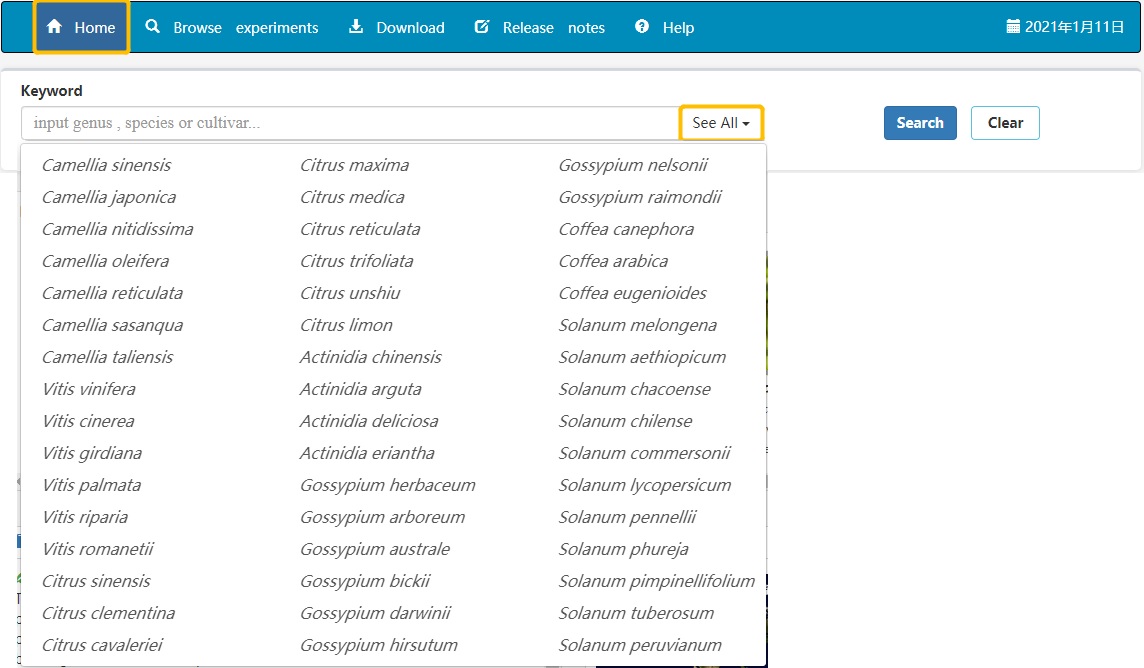 Home Browse experiments Download Release notes Help 2021年1月11日
Keyword
input genus , species or cultivar... See All Search Clear
Camellia sinensis Citrus maxima Gossypium nelsonii
Camellia japonica Citrus medica Gossypium raimondii
Camellia nitidissima Citrus reticulata Coffea canephora
Camellia oleifera Citrus trifoliata Coffea arabica
Camellia reticulata Citrus unshiu Coffea eugenioides
Camellia sasanqua Citrus limon Solanum melongena
Camellia taliensis Actinidia chinensis Solanum aethiopicum
Vitis vinifera Actinidia arguta Solanum chacoense
Vitis cinerea Actinidia deliciosa Solanum chilense
Vitis girdiana Actinidia eriantha Solanum commersonii
Vitis palmata Gossypium herbaceum Solanum lycopersicum
Vitis riparia Gossypium arboreum Solanum pennellii
Vitis romanetii Gossypium australe Solanum phureja
Citrus sinensis Gossypium bickii Solanum pimpinellifolium
Citrus clementina Gossypium darwinii Solanum tuberosum
Citrus cavaleriei Gossypium hirsutum Solanum peruvianum